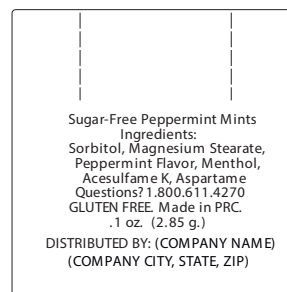 Sugar-Free Peppermint Mints
Ingredients:
Sorbitol, Magnesium Stearate,
Peppermint Flavor, Menthol,
Acesulfame K, Aspartame
Questions? 1.800.611.4270
GLUTEN FREE. Made in PRC.
.1 oz. (2.85 g.)
DISTRIBUTED BY: (COMPANY NAME)
(COMPANY CITY, STATE, ZIP)